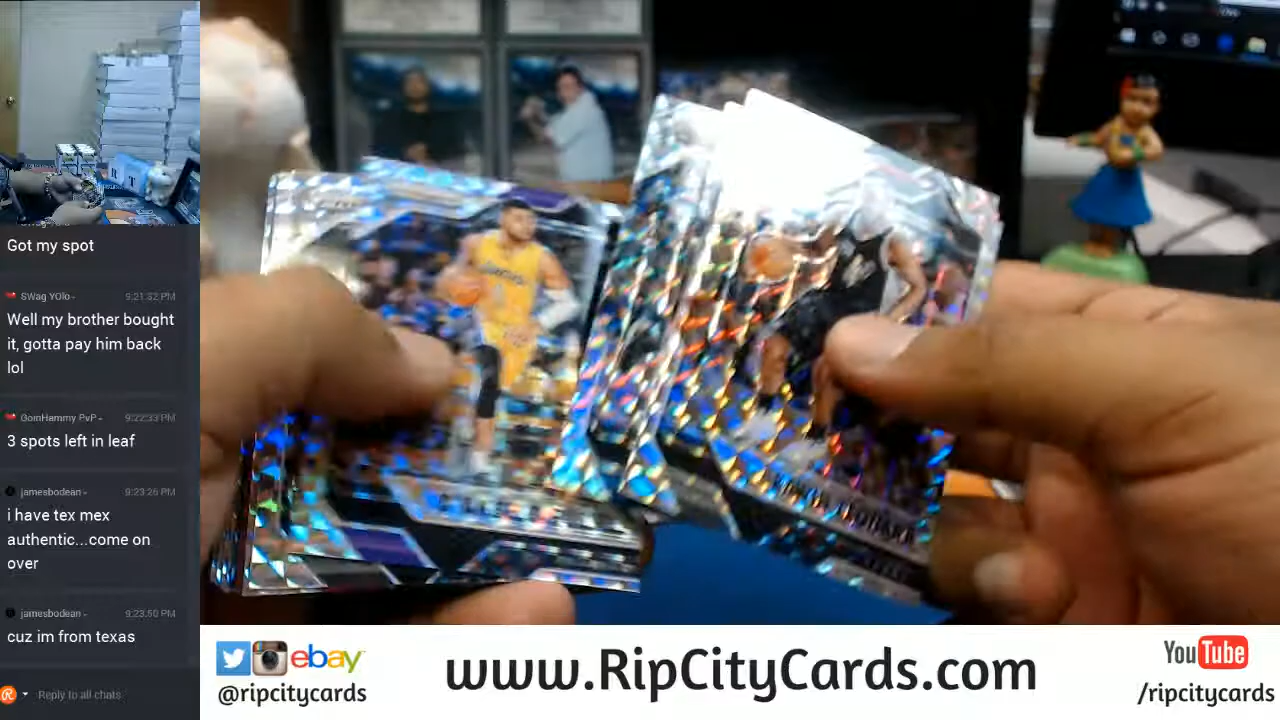 Got my spot
SWag YOlo 9:21:32 PM
Well my brother bought
it, gotta pay him back
lol
GomHammy PvP 9:22:33 PM
3 spots left in leaf
jamesbodean 9:23:26 PM
i have tex mex
authentic...come on
over
jamesbodean 9:23:50 PM
cuz im from texas
Reply to all chats
ebay
@ripcitycards
www.RipCityCards.com
YouTube
/ripcitycards